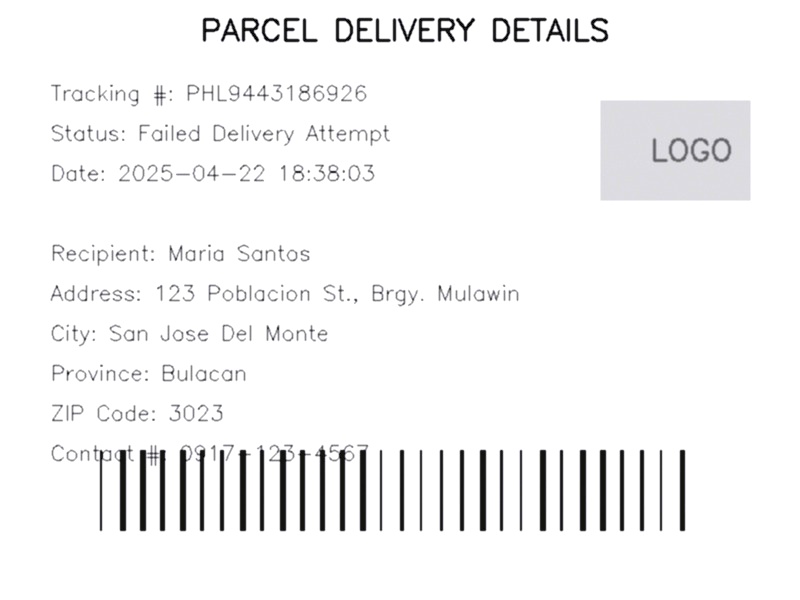 PARCEL DELIVERY DETAILS
Tracking #: PHL9443186926
Status: Failed Delivery Attempt
Date: 2025-04-22 18:38:03
LOGO
Recipient: Maria Santos
Address: 123 Poblacion St., Brgy. Mulawin
City: San Jose Del Monte
Province: Bulacan
ZIP Code: 3023
Contact #: 0917-123-4567